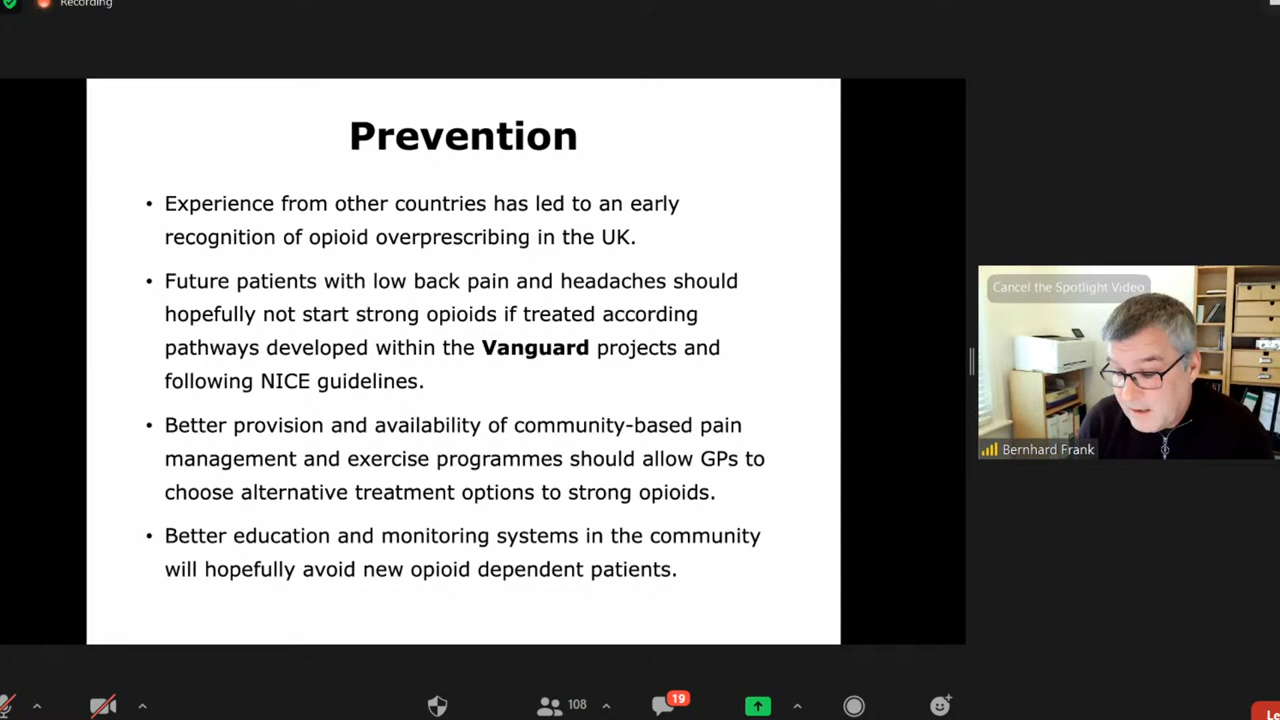 Recording
Prevention
• Experience from other countries has led to an early
recognition of opioid overprescribing in the UK.
• Future patients with low back pain and headaches should
hopefully not start strong opioids if treated according
pathways developed within the Vanguard projects and
following NICE guidelines.
• Better provision and availability of community-based pain
management and exercise programmes should allow GPs to
choose alternative treatment options to strong opioids.
• Better education and monitoring systems in the community
will hopefully avoid new opioid dependent patients.
Cancel the Spotlight Video
Bernhard Frank
108
19